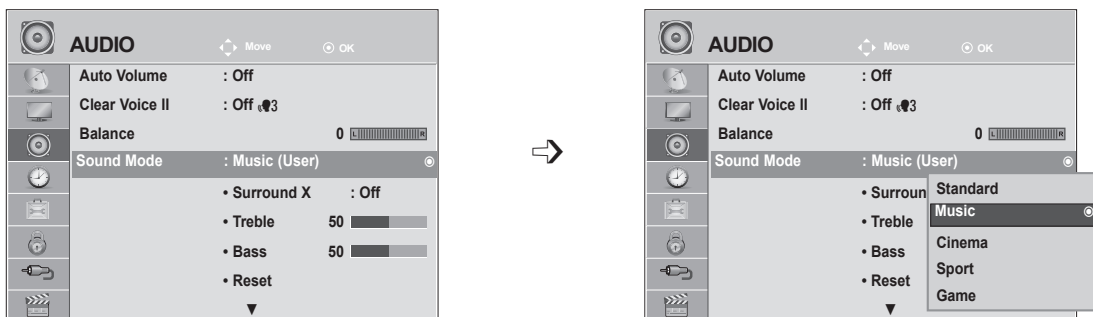 AUDIO Move OK
Auto Volume : Off
Clear Voice II : Off 3
Balance 0 L R
Sound Mode : Music (User)
• Surround X : Off
• Treble 50
• Bass 50
• Reset
▼
AUDIO Move OK
Auto Volume : Off
Clear Voice II : Off 3
Balance 0 L R
Sound Mode : Music (User)
• Surroun
• Treble
• Bass
• Reset
▼
Standard
Music
Cinema
Sport
Game